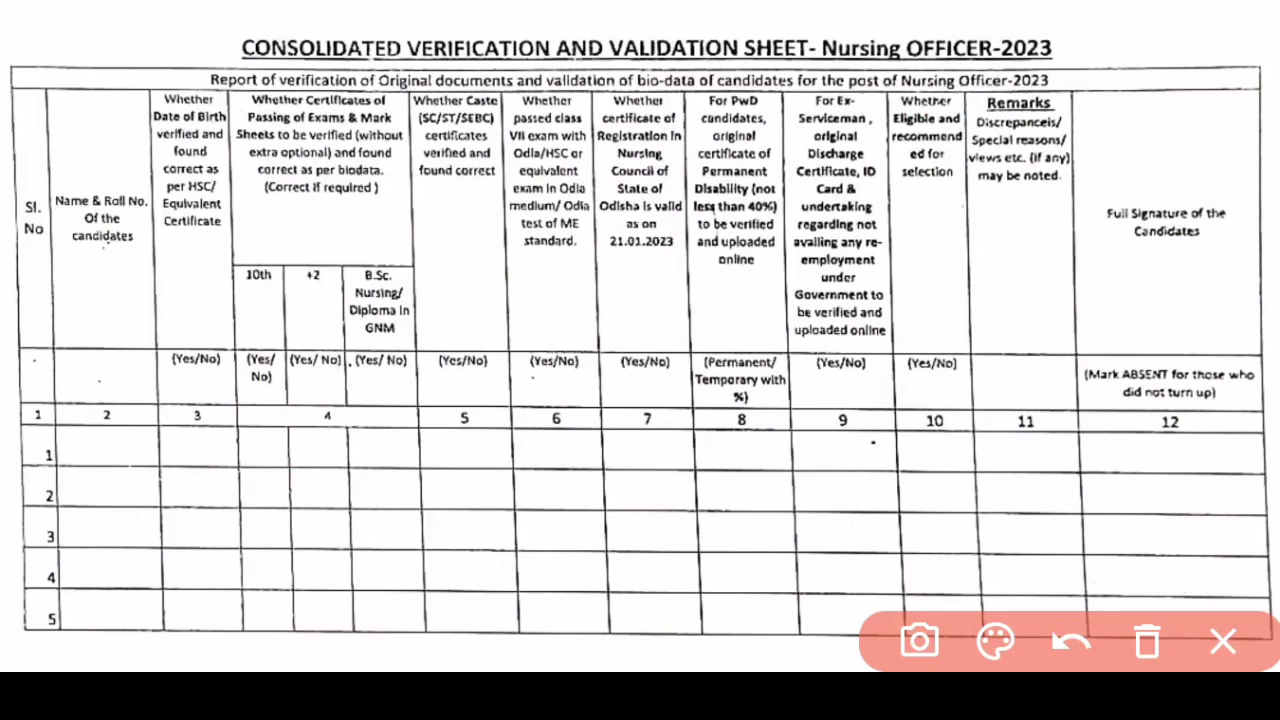 CONSOLIDATED VERIFICATION AND VALIDATION SHEET- Nursing OFFICER-2023
Report of verification of Original documents and validation of bio-data of candidates for the post of Nursing Officer-2023
Sl.
No
Name & Roll No.
Of the
candidates
Whether
Date of Birth
verified and
found
correct as
per HSC/
Equivalent
Certificate
Whether Certificates of
Passing of Exams & Mark
Sheets to be verified (without
extra optional) and found
correct as per biodata.
(Correct if required )
10th
+2
B.Sc.
Nursing/
Diploma in
GNM
Whether Caste
(SC/ST/SEBC)
certificates
verified and
found correct
Whether
passed class
VII exam with
Odia/HSC or
equivalent
exam in Odia
medium/ Odia
test of ME
standard.
Whether
certificate of
Registration in
Nursing
Council of
State of
Odisha is valid
as on
21.01.2023
For PwD
candidates,
original
certificate of
Permanent
Disability (not
less than 40%)
to be verified
and uploaded
online
For Ex-
Serviceman ,
original
Discharge
Certificate, ID
Card &
undertaking
regarding not
availing any re-
employment
under
Government to
be verified and
uploaded online
Whether
Eligible and
recommend
ed for
selection
Remarks
Discrepanceis/
Special reasons/
views etc. (if any)
may be noted.
Full Signature of the
Candidates
(Yes/No)
(Yes/
No)
(Yes/ No)
(Yes/ No)
(Yes/No)
(Yes/No)
(Yes/No)
(Permanent/
Temporary with
%)
(Yes/No)
(Yes/No)
(Mark ABSENT for those who
did not turn up)
1 2 3 4 5 6 7 8 9 10 11 12
1
2
3
4
5